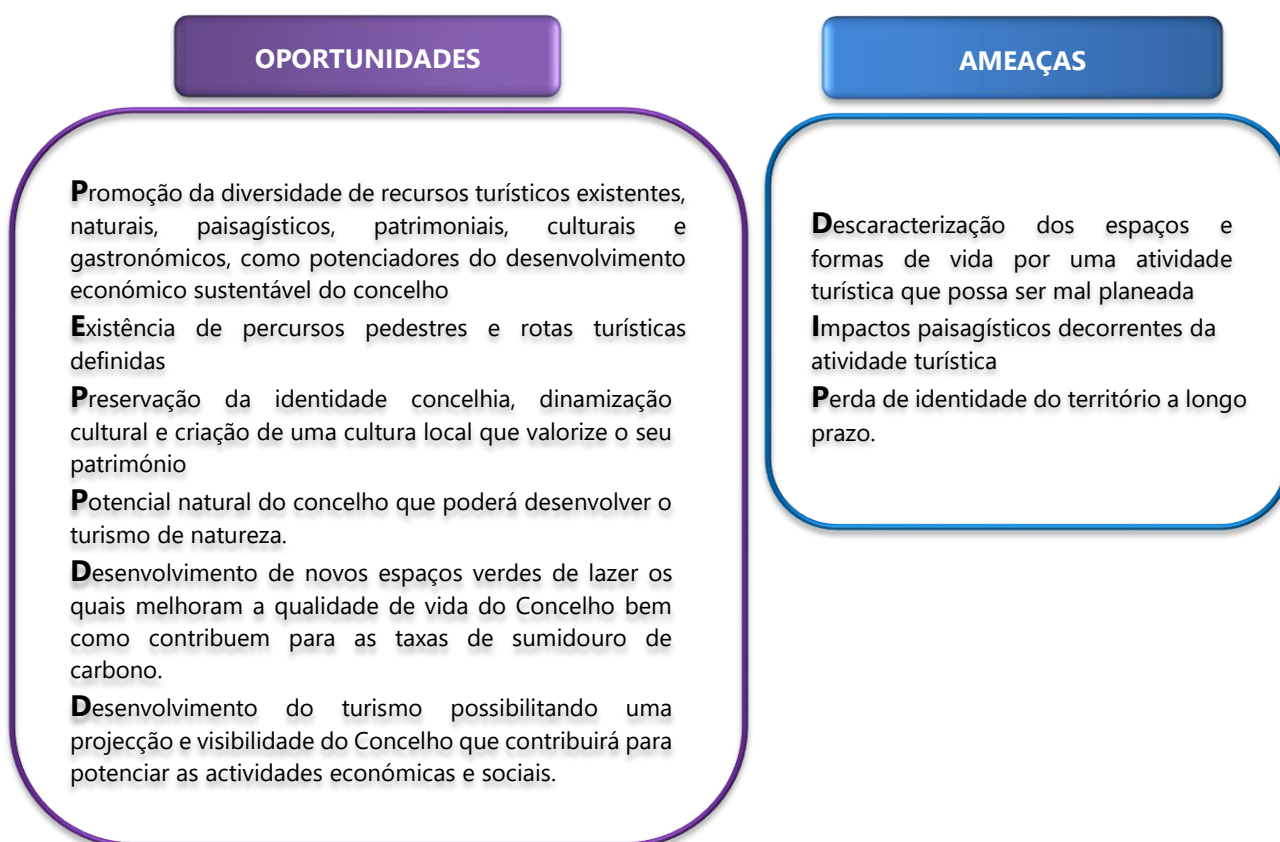 OPORTUNIDADES
Promoção da diversidade de recursos turísticos existentes,
naturais, paisagísticos, patrimoniais, culturais e
gastronómicos, como potenciadores do desenvolvimento
económico sustentável do concelho
Existência de percursos pedestres e rotas turísticas
definidas
Preservação da identidade concelhia, dinamização
cultural e criação de uma cultura local que valorize o seu
património
Potencial natural do concelho que poderá desenvolver o
turismo de natureza.
Desenvolvimento de novos espaços verdes de lazer os
quais melhoram a qualidade de vida do Concelho bem
como contribuem para as taxas de sumidouro de
carbono.
Desenvolvimento do turismo possibilitando uma
projecção e visibilidade do Concelho que contribuirá para
potenciar as actividades económicas e sociais.
AMEAÇAS
Descaracterização dos espaços e
formas de vida por uma atividade
turística que possa ser mal planeada
Impactos paisagísticos decorrentes da
atividade turística
Perda de identidade do território a longo
prazo.